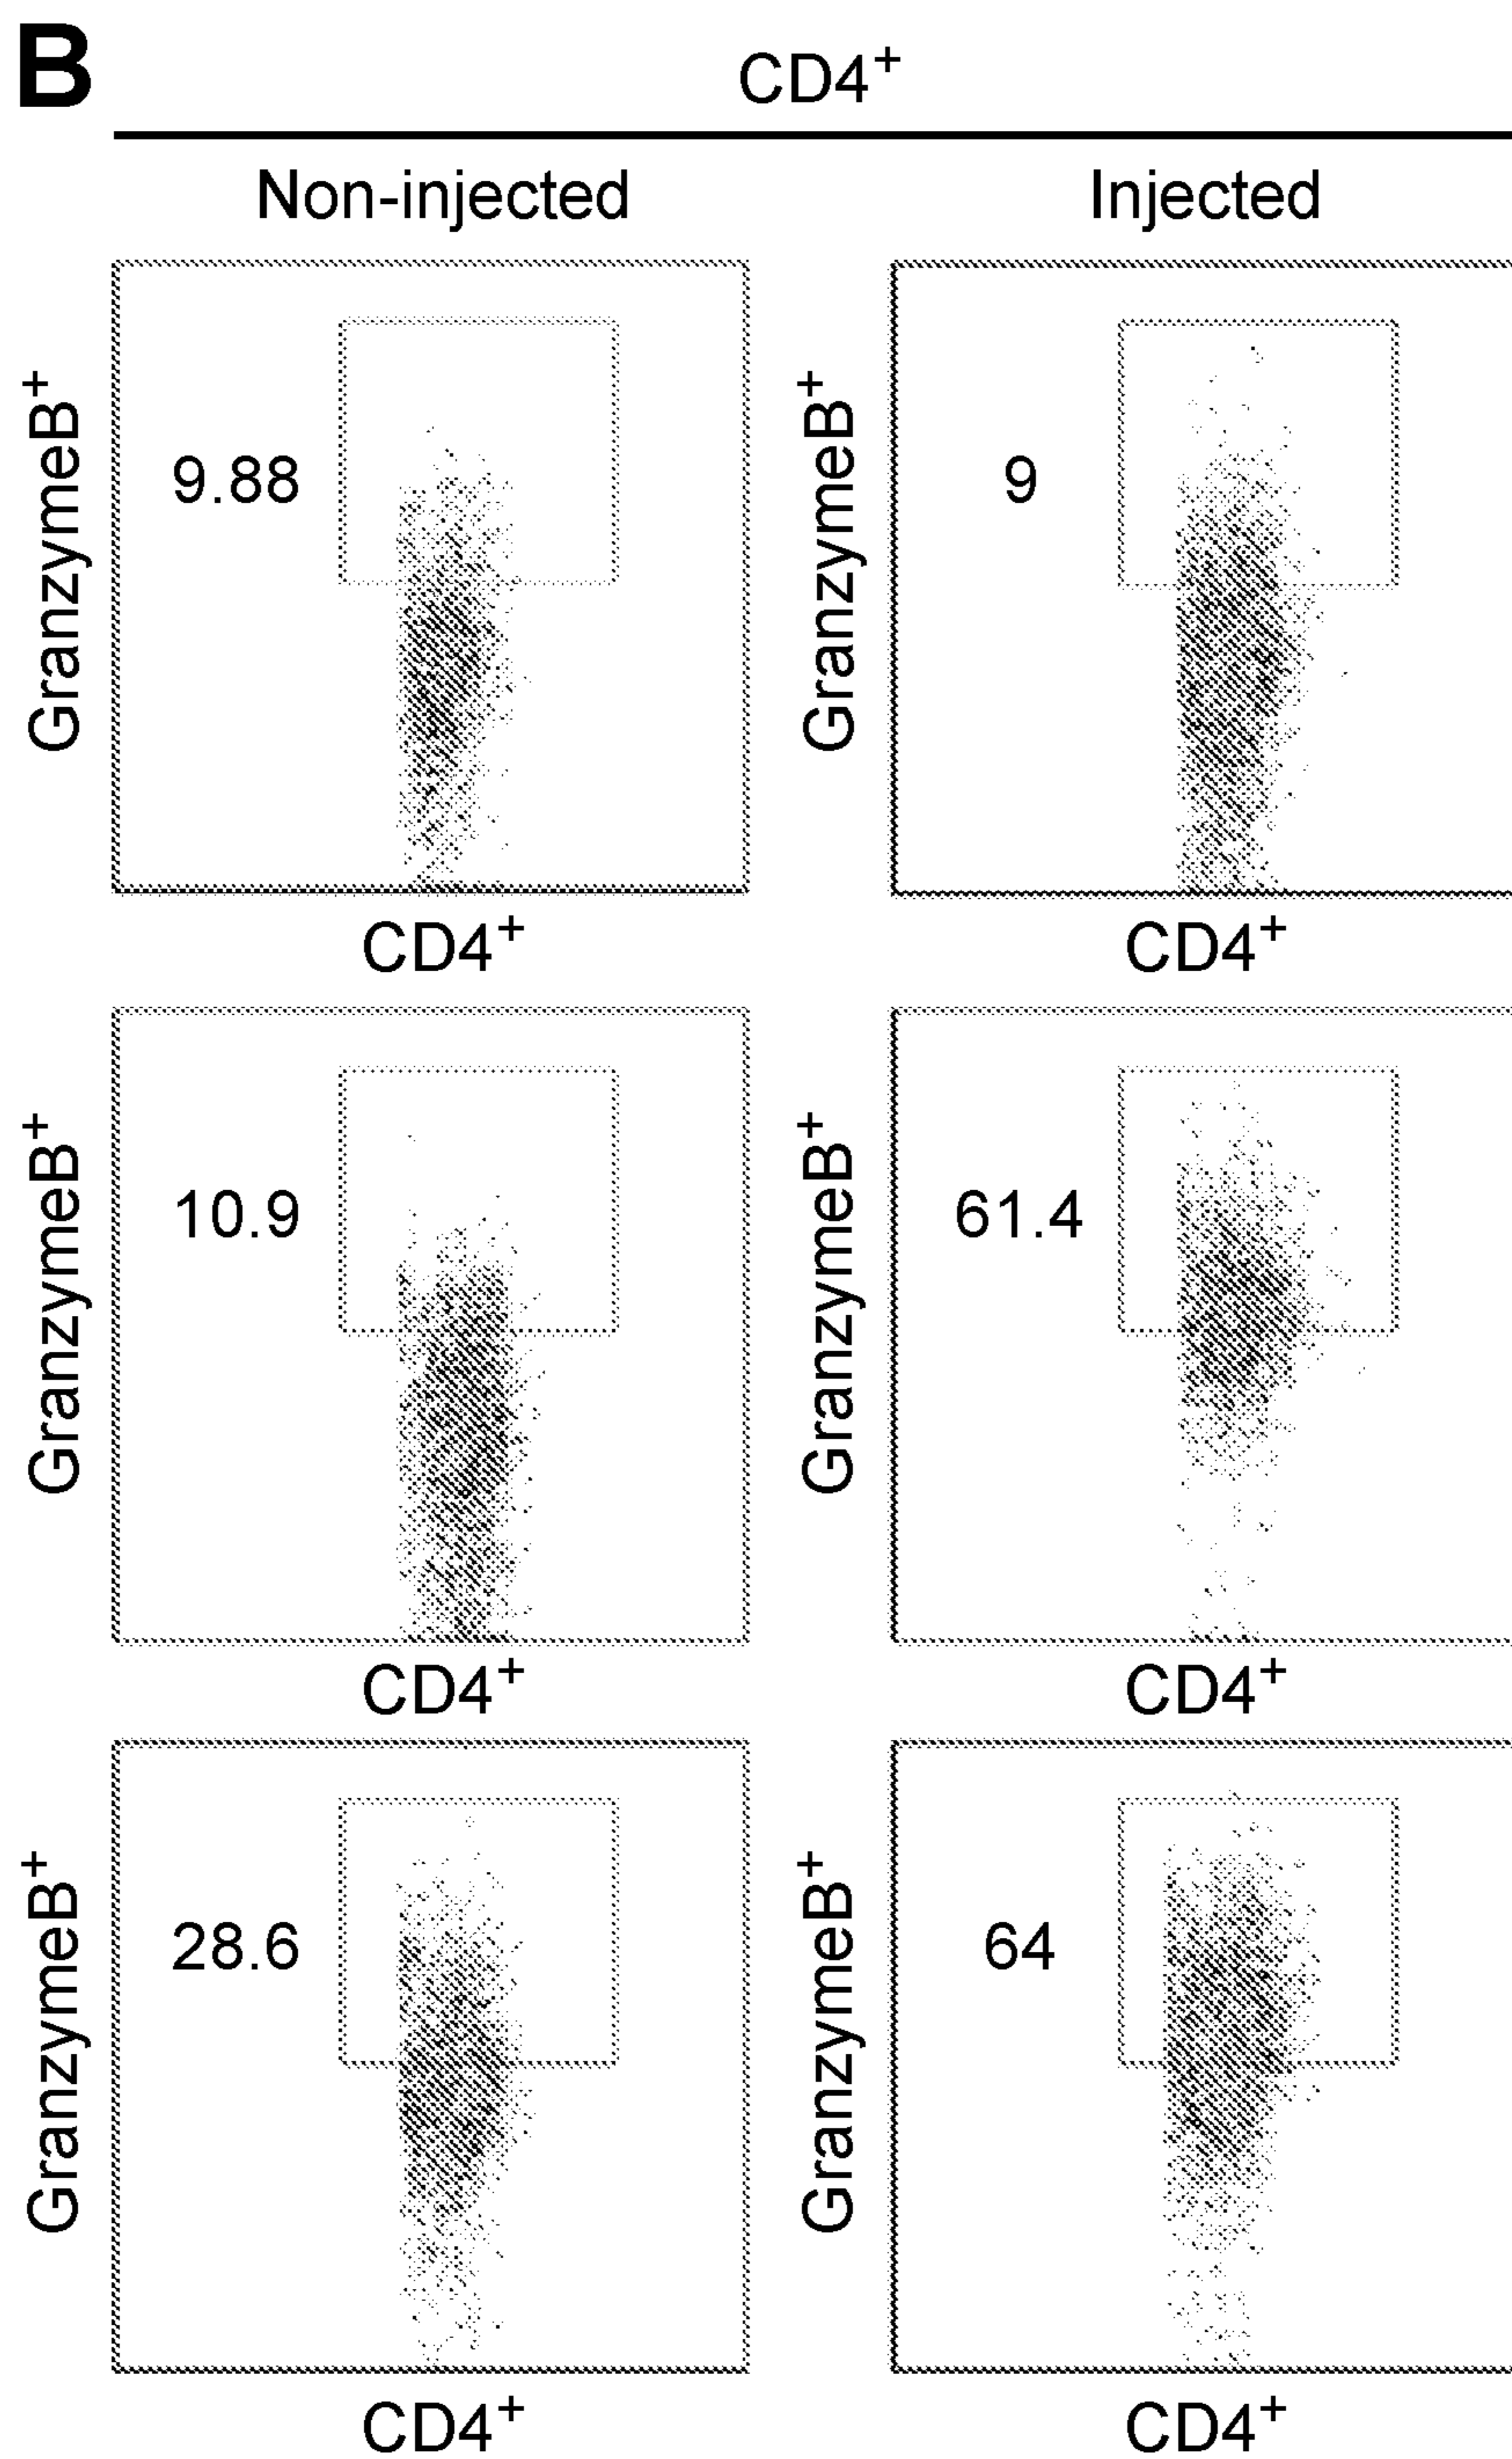 B
CD4⁺
Non-injected Injected
GranzymeB⁺ 9.88 GranzymeB⁺ 9
CD4⁺ CD4⁺
GranzymeB⁺ 10.9 GranzymeB⁺ 61.4
CD4⁺ CD4⁺
GranzymeB⁺ 28.6 GranzymeB⁺ 64
CD4⁺ CD4⁺